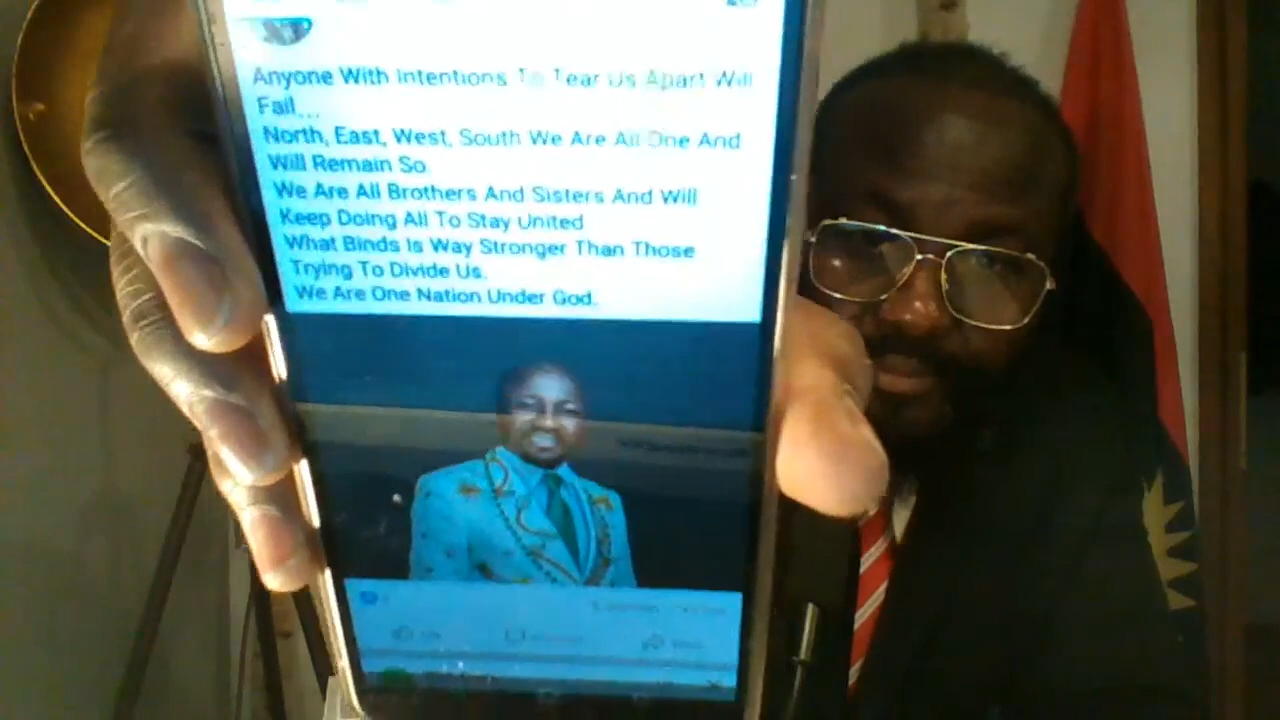 Anyone With Intentions To Tear Us Apart Will
Fail...
North, East, West, South We Are All One And
Will Remain So
We Are All Brothers And Sisters And Will
Keep Doing All To Stay United
What Binds Is Way Stronger Than Those
Trying To Divide Us.
We Are One Nation Under God.